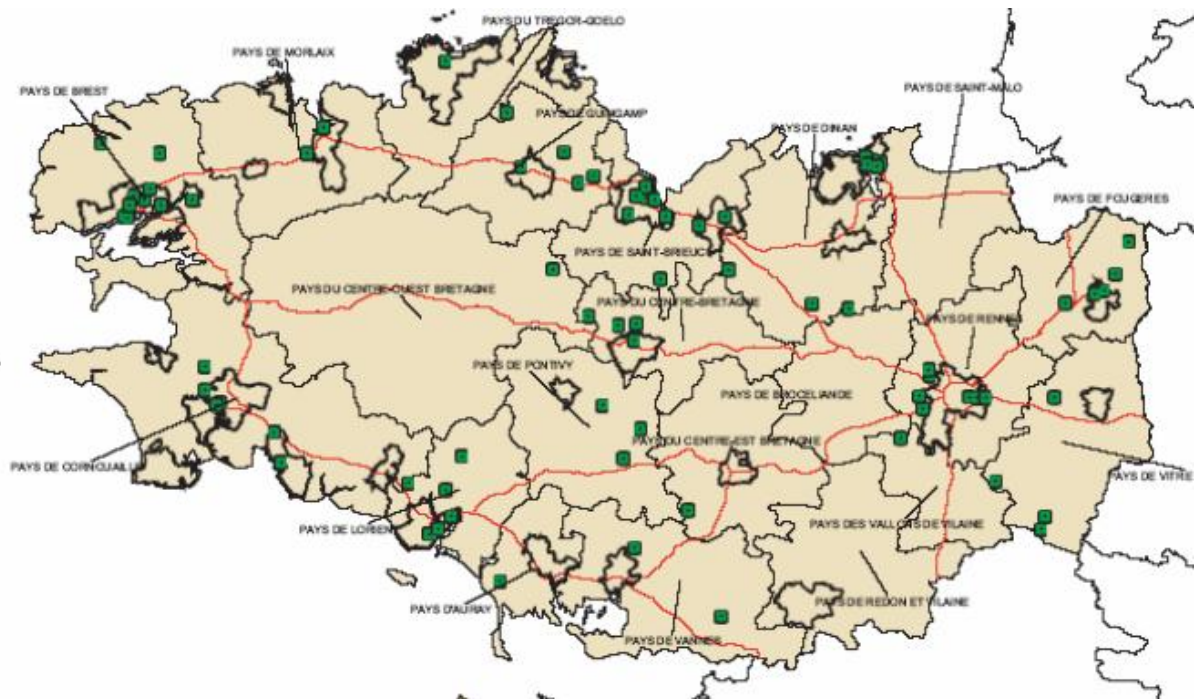 PAYS DU TREGOR-GOELO
PAYS DE MORLAIX
PAYS DE BREST
PAYS DE SAINT-MALO
PAYS DE GUINGAMP
PAYS DE DINAN
PAYS DE FOUGERES
PAYS DE SAINT-BRIEUC
PAYS DU CENTRE-OUEST BRETAGNE
PAYS DU CENTRE-BRETAGNE
PAYS DE RENNES
PAYS DE PONTIVY
PAYS DE BROCELIANDE
PAYS DU CENTRE-EST BRETAGNE
PAYS DE CORNOUAILLE
PAYS DE VITRE
PAYS DE LORIENT
PAYS DES VALLONS DE VILAINE
PAYS D'AURAY
PAYS DE REDON ET VILAINE
PAYS DE VANNES